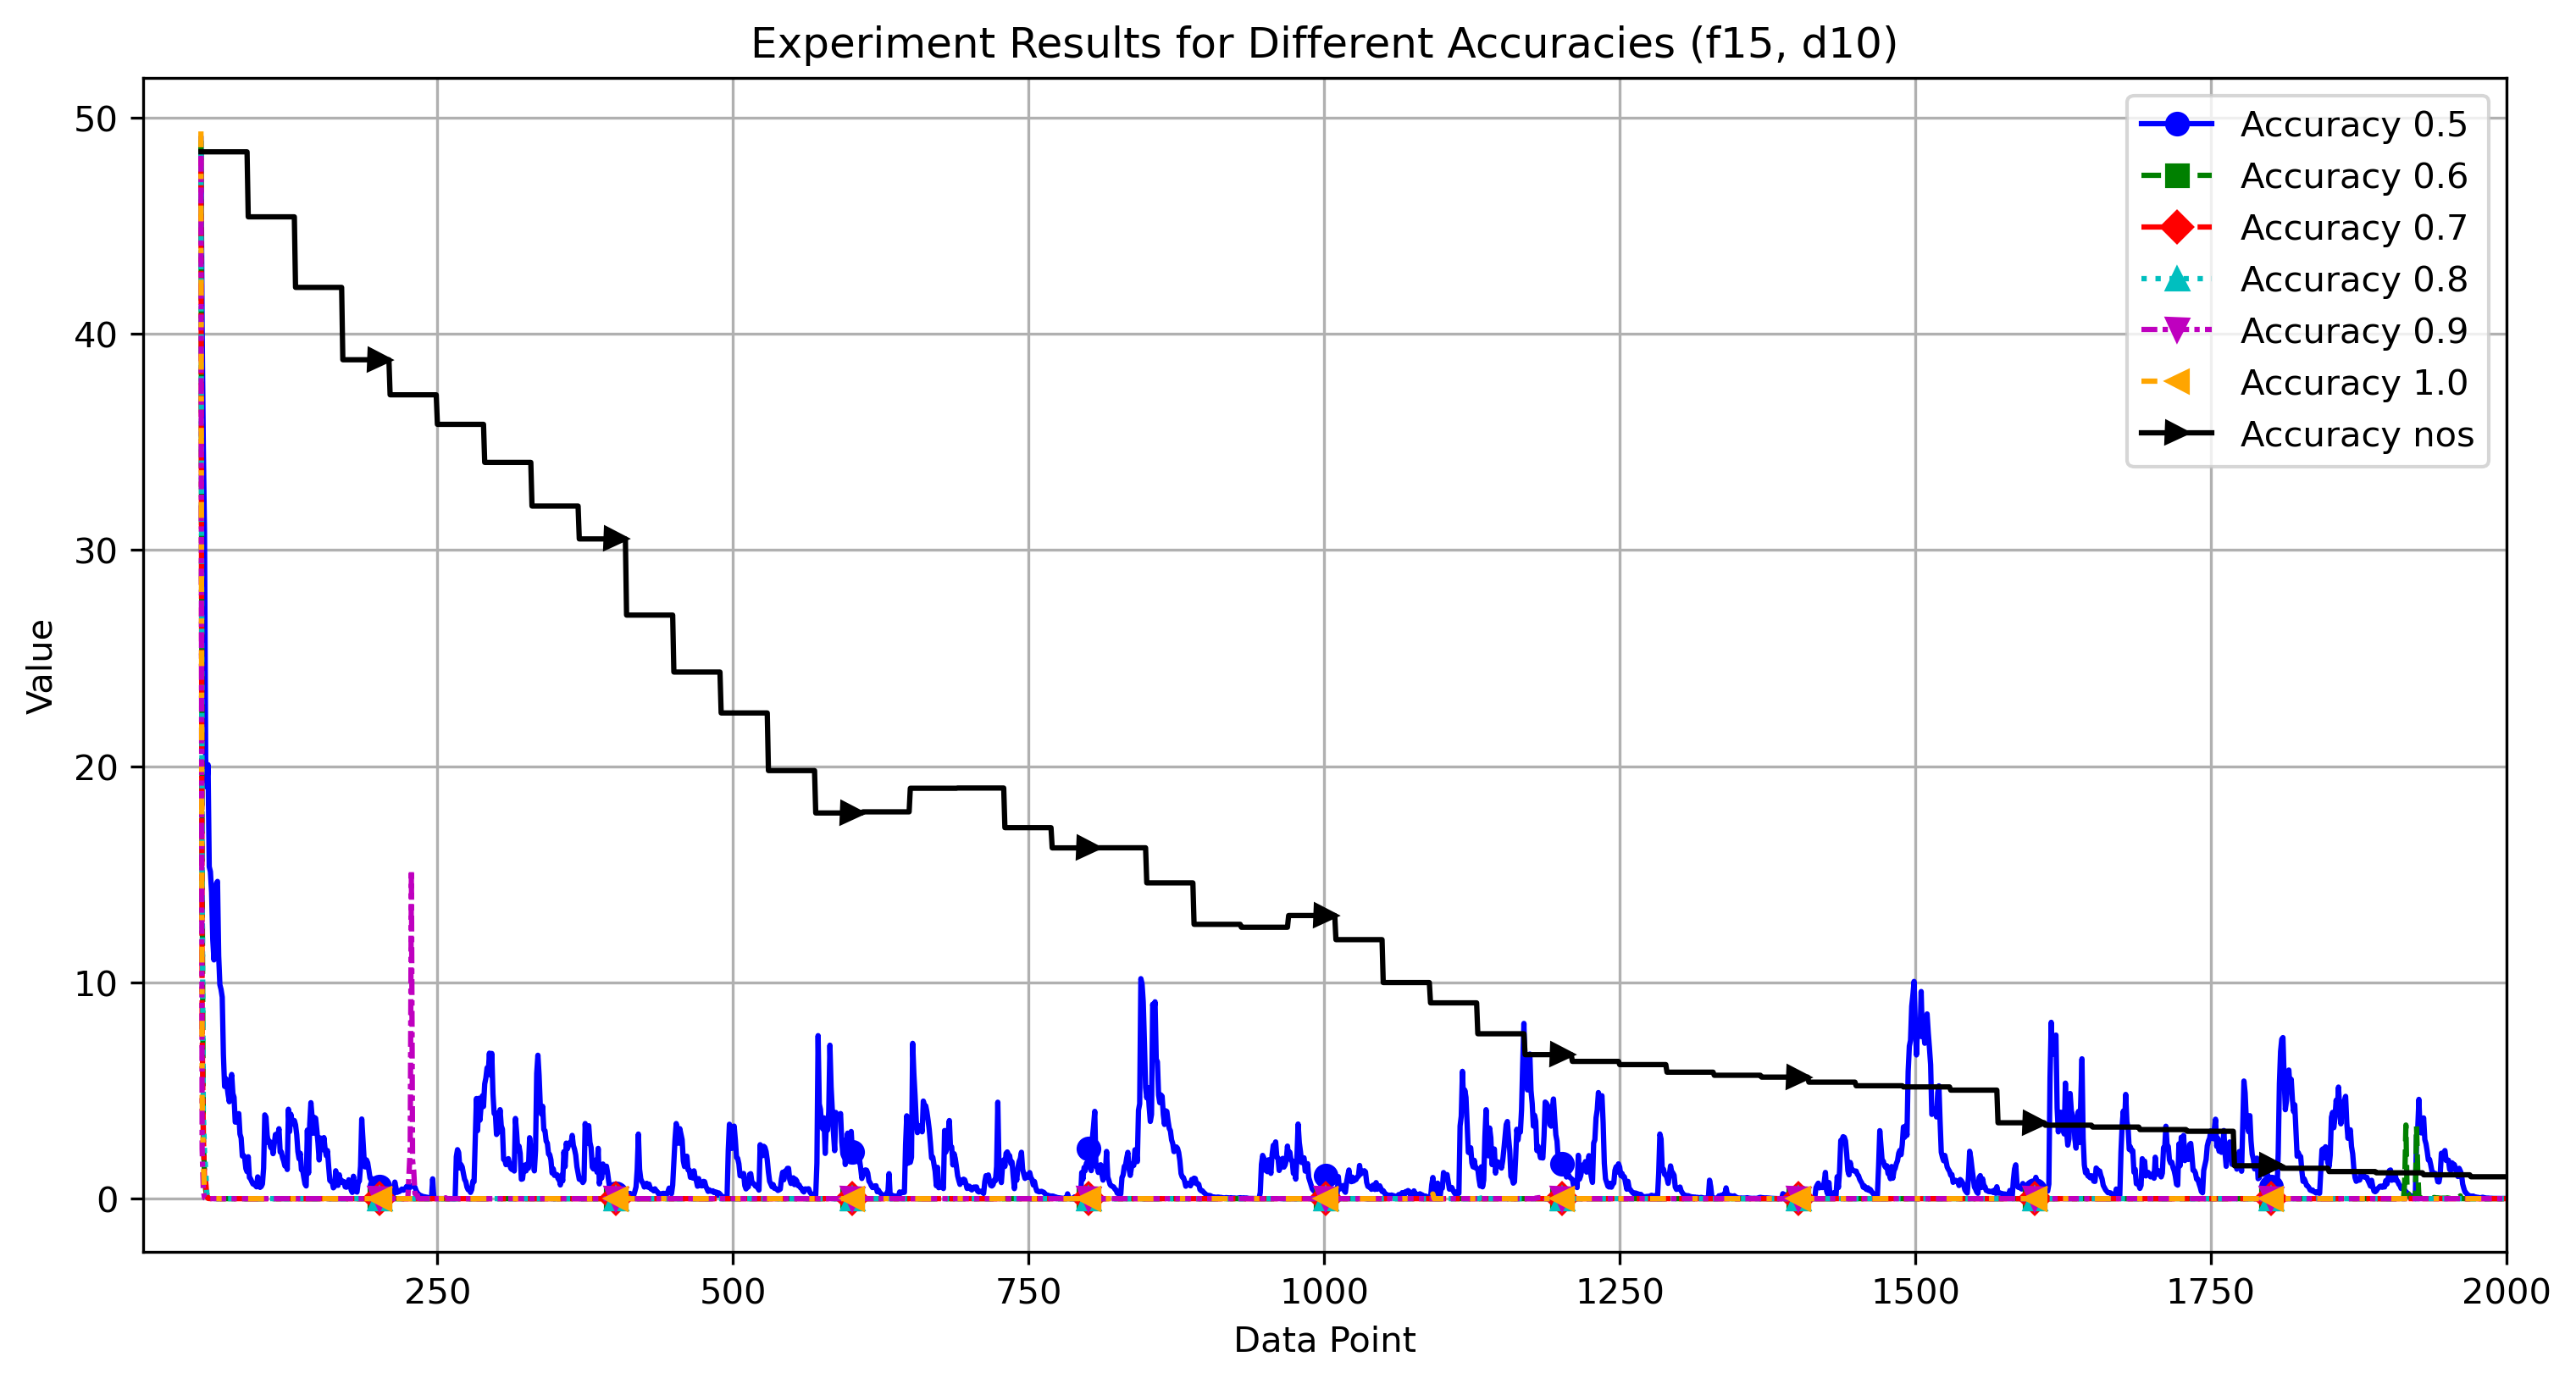 Experiment Results for Different Accuracies (f15, d10)
50
40
30
20
10
0
Value
250 500 750 1000 1250 1500 1750 2000
Data Point
Accuracy 0.5
Accuracy 0.6
Accuracy 0.7
Accuracy 0.8
Accuracy 0.9
Accuracy 1.0
Accuracy nos